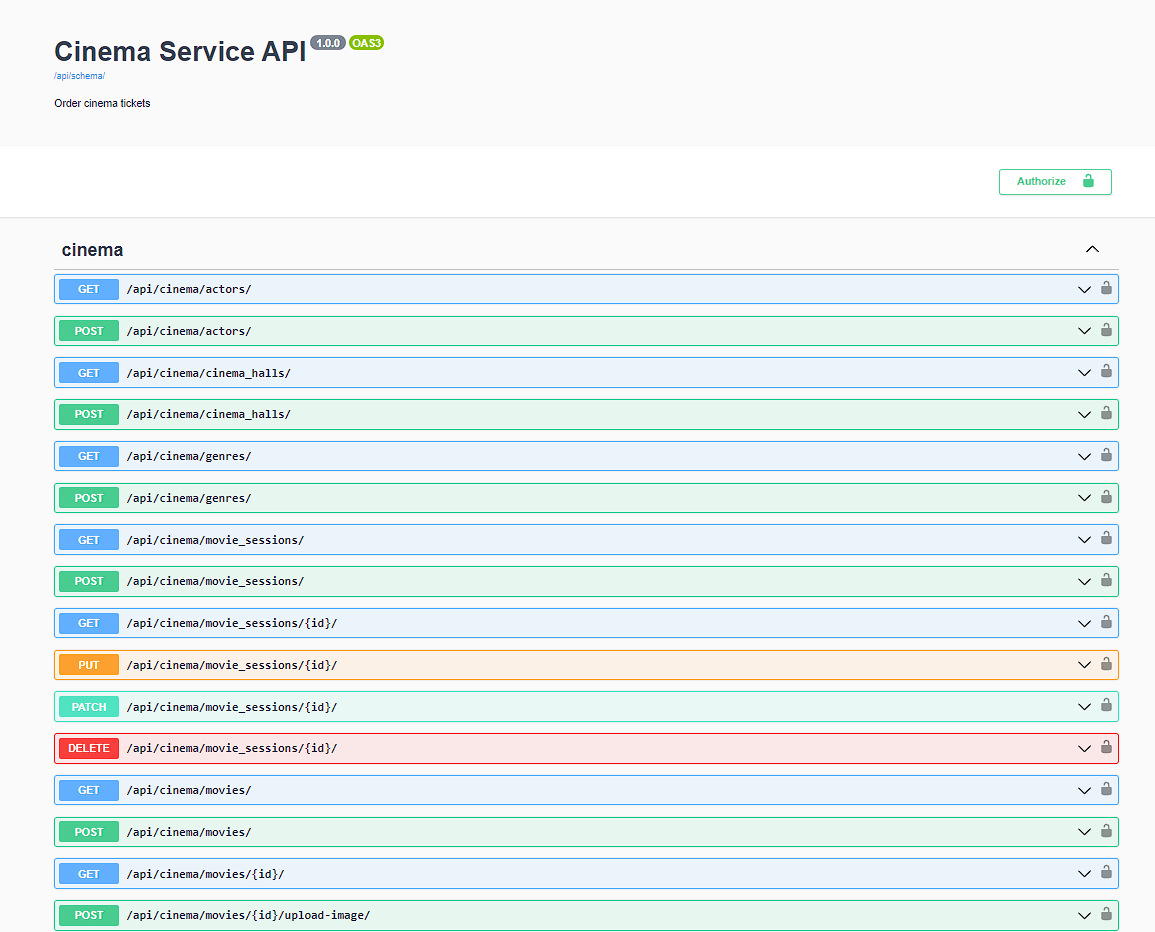 Cinema Service API 1.0.0 OAS3
/api/schema/
Order cinema tickets
Authorize
cinema
GET /api/cinema/actors/
POST /api/cinema/actors/
GET /api/cinema/cinema_halls/
POST /api/cinema/cinema_halls/
GET /api/cinema/genres/
POST /api/cinema/genres/
GET /api/cinema/movie_sessions/
POST /api/cinema/movie_sessions/
GET /api/cinema/movie_sessions/{id}/
PUT /api/cinema/movie_sessions/{id}/
PATCH /api/cinema/movie_sessions/{id}/
DELETE /api/cinema/movie_sessions/{id}/
GET /api/cinema/movies/
POST /api/cinema/movies/
GET /api/cinema/movies/{id}/
POST /api/cinema/movies/{id}/upload-image/